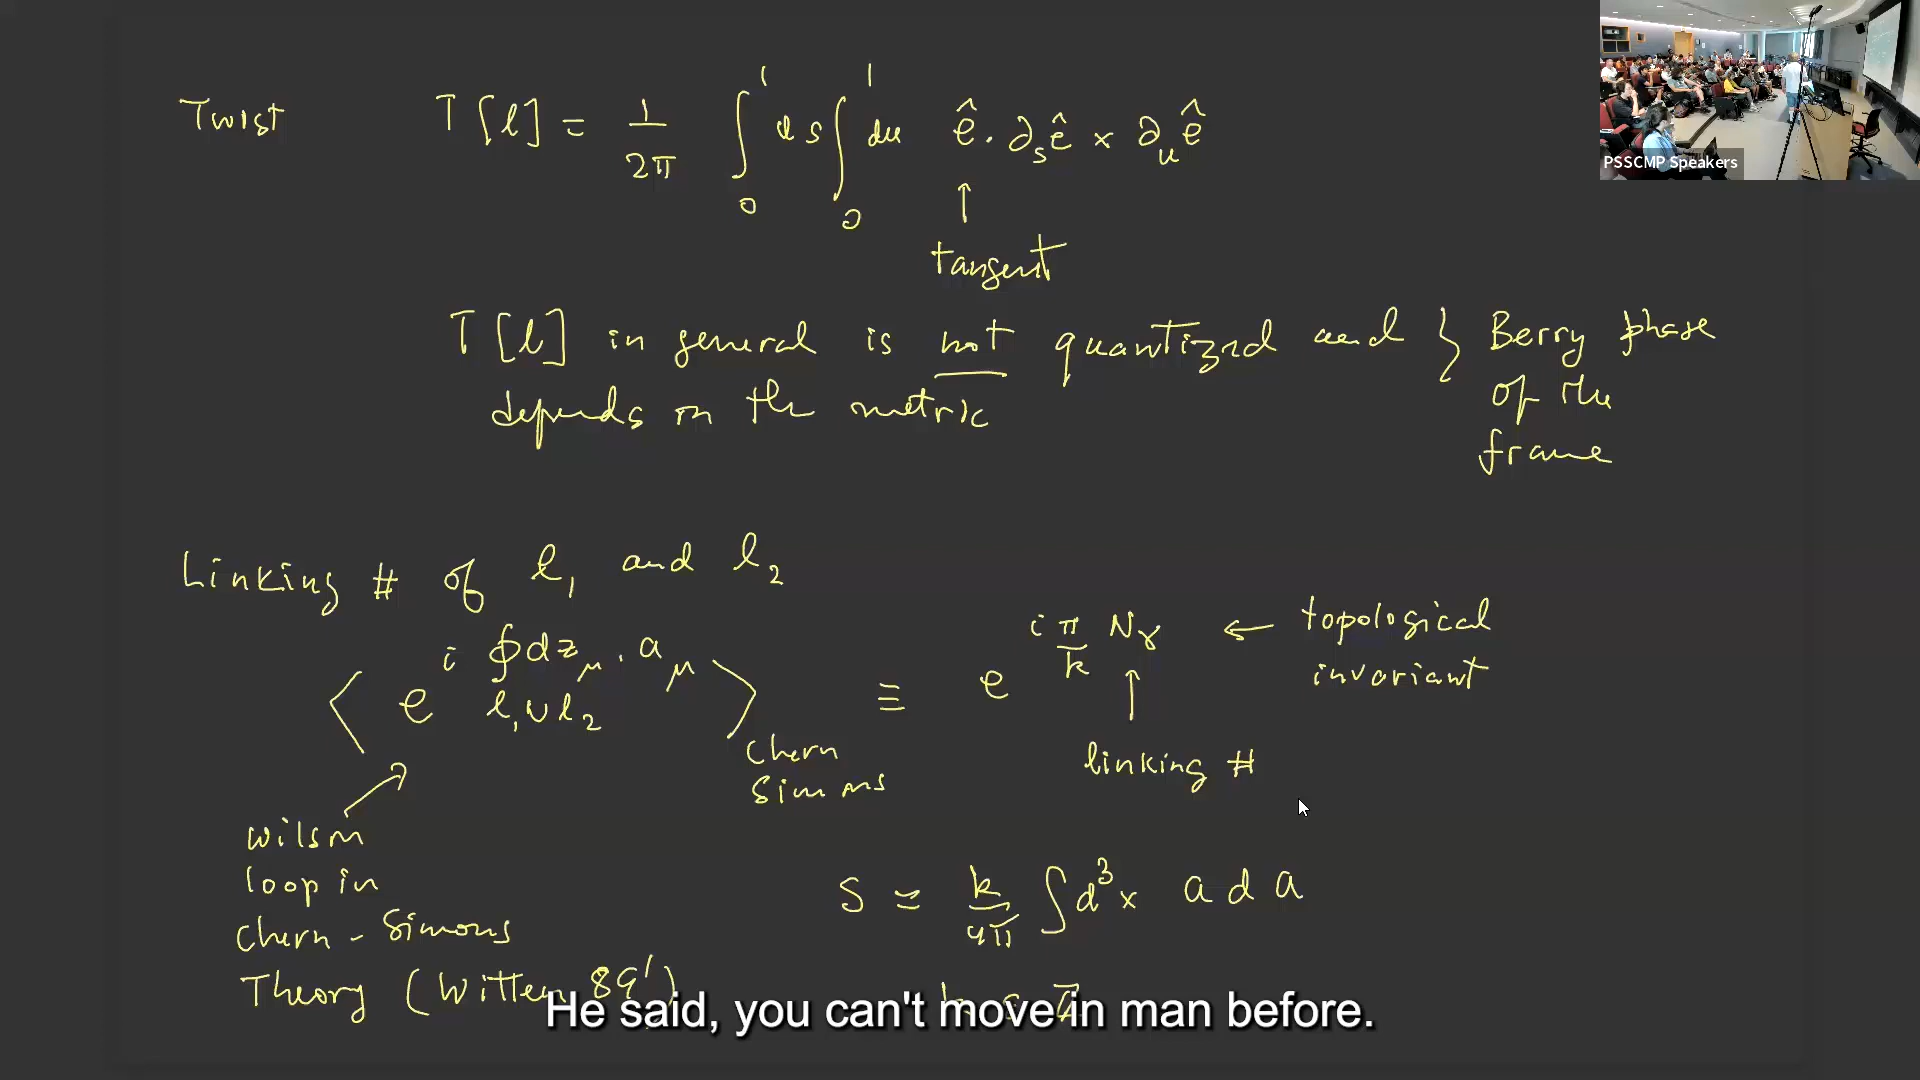 Twist T[l] = 1/2π ∫₀¹ ds ∫₀¹ du ê · ∂ₛê × ∂ᵤê
↑
tangent
T[l] in general is not quantized and } Berry phase
depends on the metric of the
frame
Linking # of l₁ and l₂
⟨ e^{i ∮_{l₁∪l₂} dz_μ · a_μ} ⟩ Chern Simons ≡ e^{i π/k N_γ} ← topological
invariant
↑
linking #
Wilson
loop in
Chern - Simons
Theory (Witten 89')
S = k/4π ∫ d³x a d a
PSSCMP Speakers
He said, you can't move in man before.